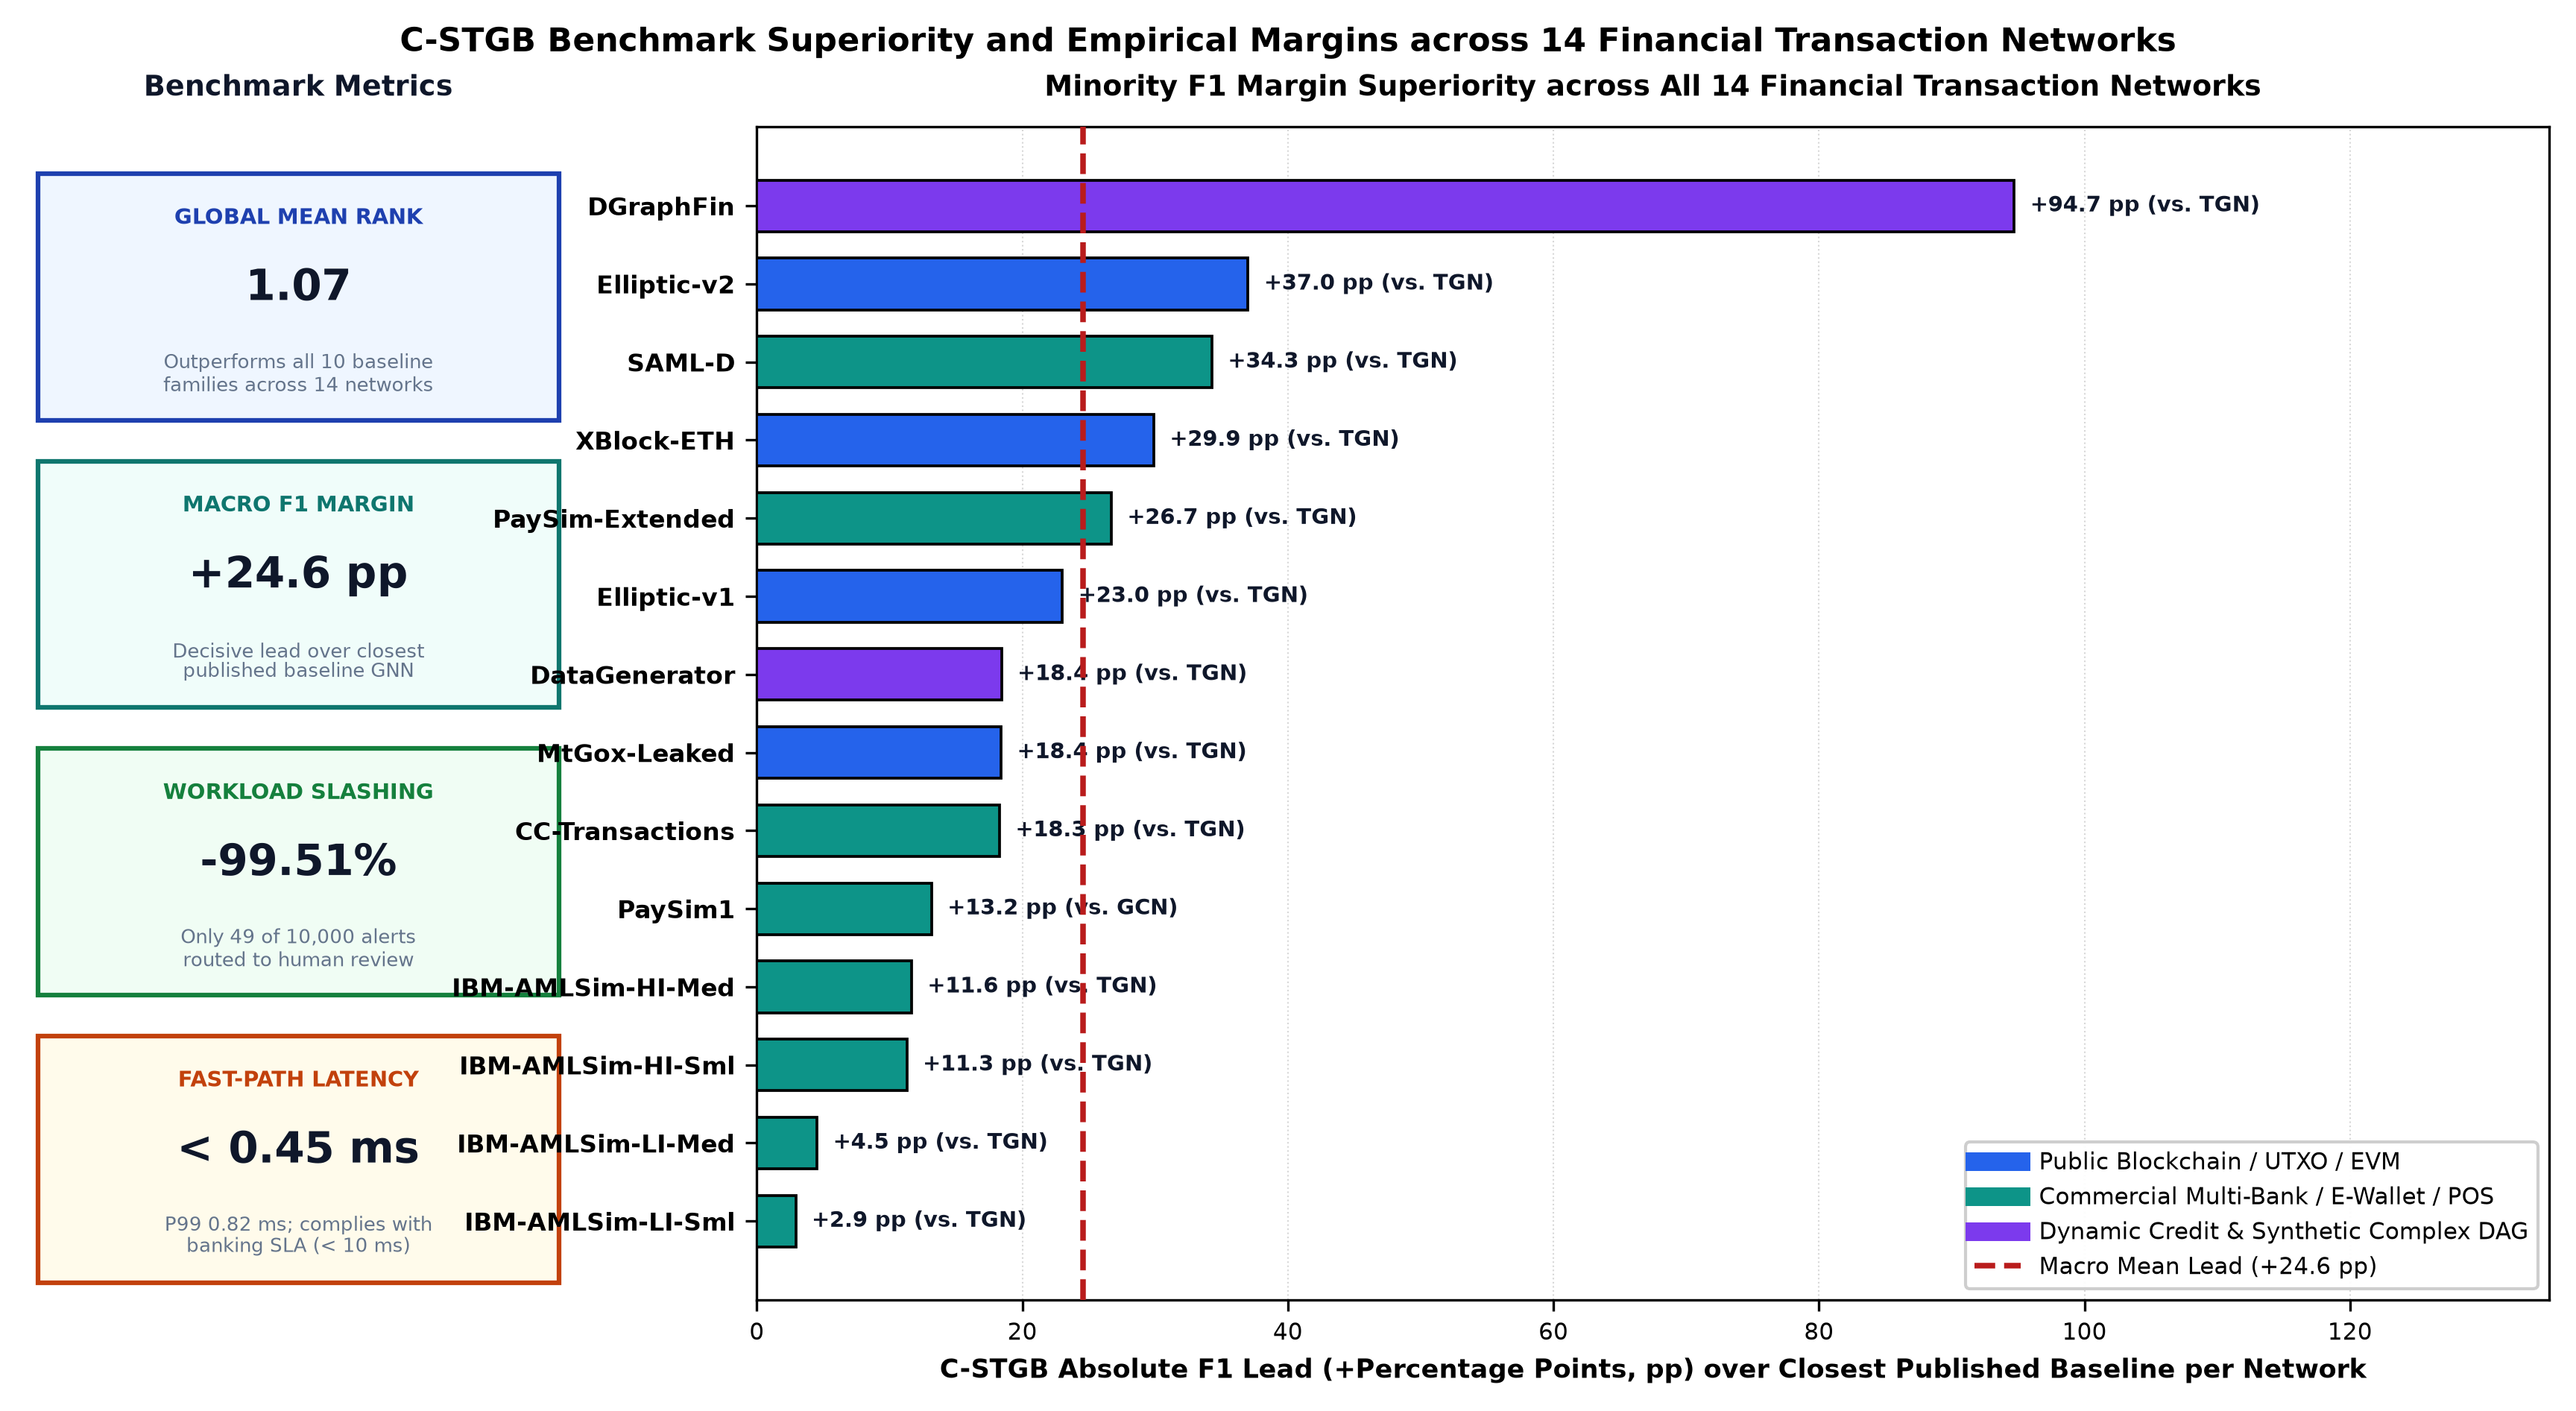 C-STGB Benchmark Superiority and Empirical Margins across 14 Financial Transaction Networks
Benchmark Metrics
GLOBAL MEAN RANK
1.07
Outperforms all 10 baseline
families across 14 networks
MACRO F1 MARGIN
+24.6 pp
Decisive lead over closest
published baseline GNN
WORKLOAD SLASHING
-99.51%
Only 49 of 10,000 alerts
routed to human review
FAST-PATH LATENCY
< 0.45 ms
P99 0.82 ms; complies with
banking SLA (< 10 ms)
Minority F1 Margin Superiority across All 14 Financial Transaction Networks
DGraphFin +94.7 pp (vs. TGN)
Elliptic-v2 +37.0 pp (vs. TGN)
SAML-D +34.3 pp (vs. TGN)
XBlock-ETH +29.9 pp (vs. TGN)
PaySim-Extended +26.7 pp (vs. TGN)
Elliptic-v1 +23.0 pp (vs. TGN)
DataGenerator +18.4 pp (vs. TGN)
MtGox-Leaked +18.4 pp (vs. TGN)
CC-Transactions +18.3 pp (vs. TGN)
PaySim1 +13.2 pp (vs. GCN)
IBM-AMLSim-HI-Med +11.6 pp (vs. TGN)
IBM-AMLSim-HI-Sml +11.3 pp (vs. TGN)
IBM-AMLSim-LI-Med +4.5 pp (vs. TGN)
IBM-AMLSim-LI-Sml +2.9 pp (vs. TGN)
Public Blockchain / UTXO / EVM
Commercial Multi-Bank / E-Wallet / POS
Dynamic Credit & Synthetic Complex DAG
Macro Mean Lead (+24.6 pp)
0 20 40 60 80 100 120
C-STGB Absolute F1 Lead (+Percentage Points, pp) over Closest Published Baseline per Network